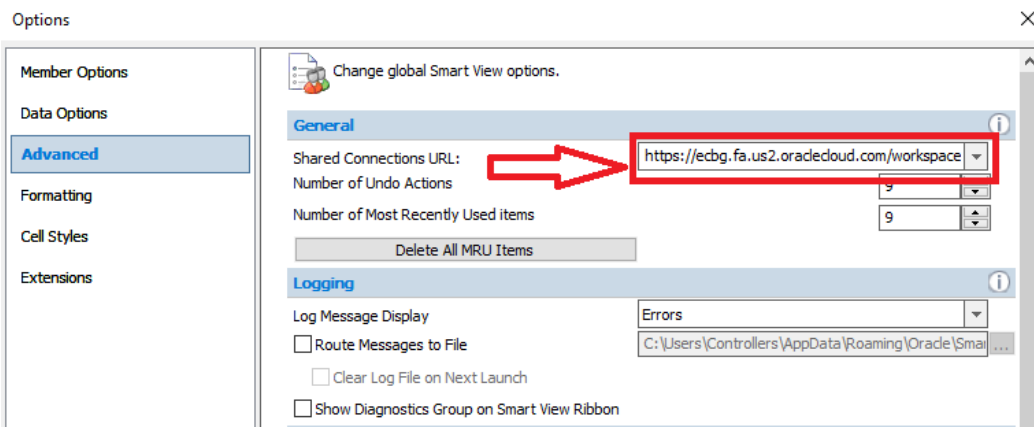 Options
Member Options
Data Options
Advanced
Formatting
Cell Styles
Extensions
Change global Smart View options.
General
Shared Connections URL: https://ecbg.fa.us2.oraclecloud.com/workspace
Number of Undo Actions 9
Number of Most Recently Used items 9
Delete All MRU Items
Logging
Log Message Display Errors
Route Messages to File C:\Users\Controllers\AppData\Roaming\Oracle\Smar ...
Clear Log File on Next Launch
Show Diagnostics Group on Smart View Ribbon